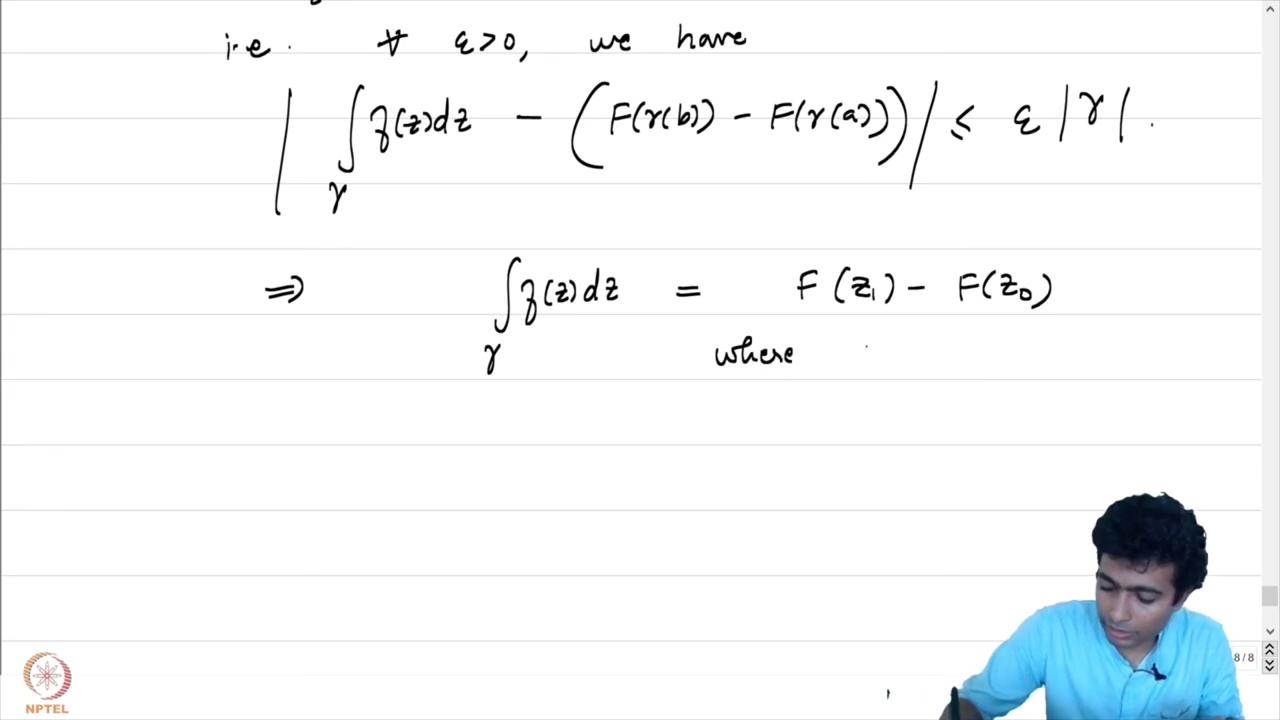 i.e. ∀ ε>0, we have
| ∫_γ f(z)dz - (F(γ(b)) - F(γ(a))) | ≤ ε |γ|.
⇒ ∫_γ f(z)dz = F(z₁) - F(z₀)
where
8/8
NPTEL